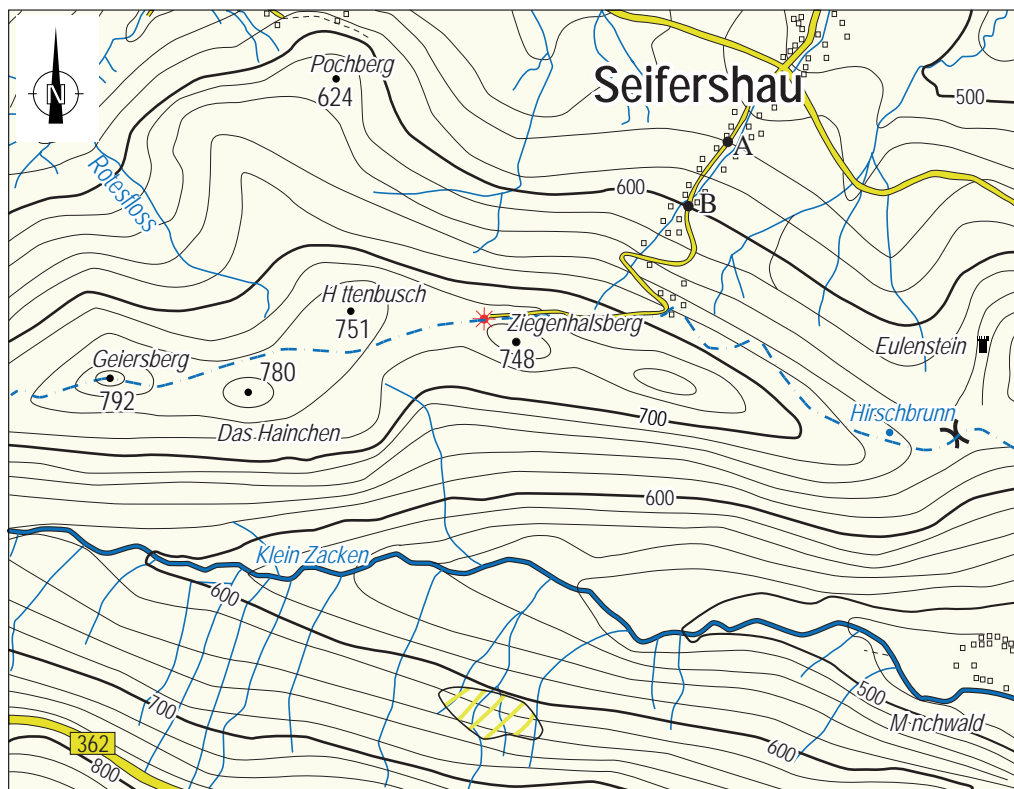 N
Pochberg
624
Seifershau
500
A
Rotesfloss
600
B
H ttenbusch
751
Ziegenhalsberg
748
Eulenstein
Geiersberg
792
780
Das Hainchen
700
Hirschbrunn
600
Klein Zacken
600
700
500
M nchwald
362
800
600